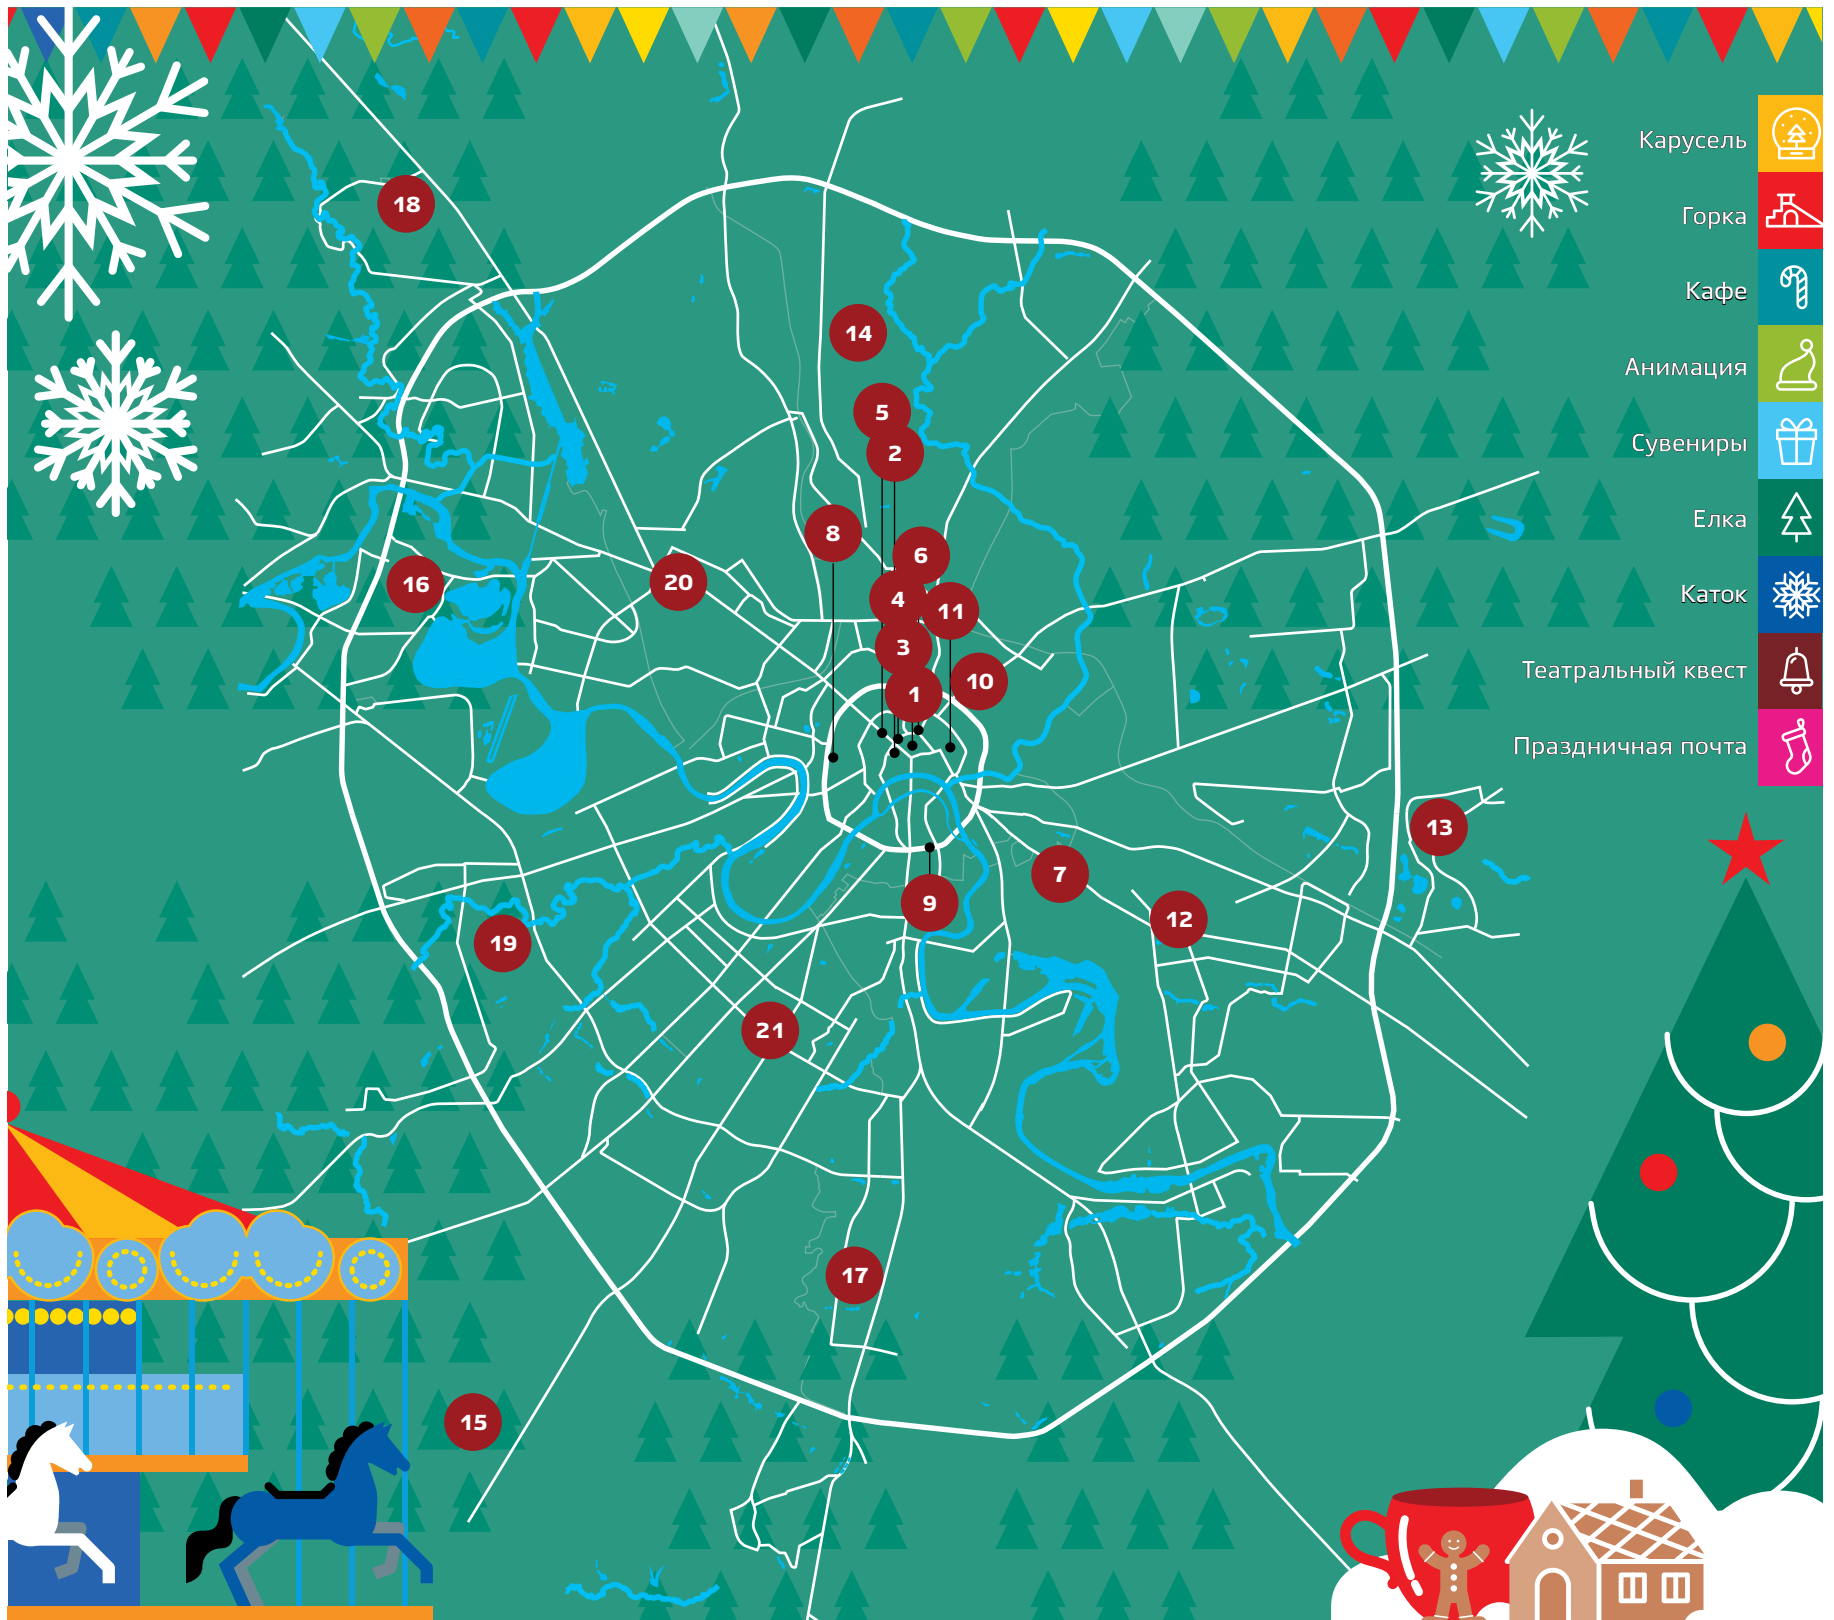 Карусель
18
Горка
Кафе
14
Анимация
5
Сувениры
2
Елка
8
6
16
20
Каток
4
11
3
Театральный квест
10
1
Праздничная почта
13
7
9
12
19
21
17
15